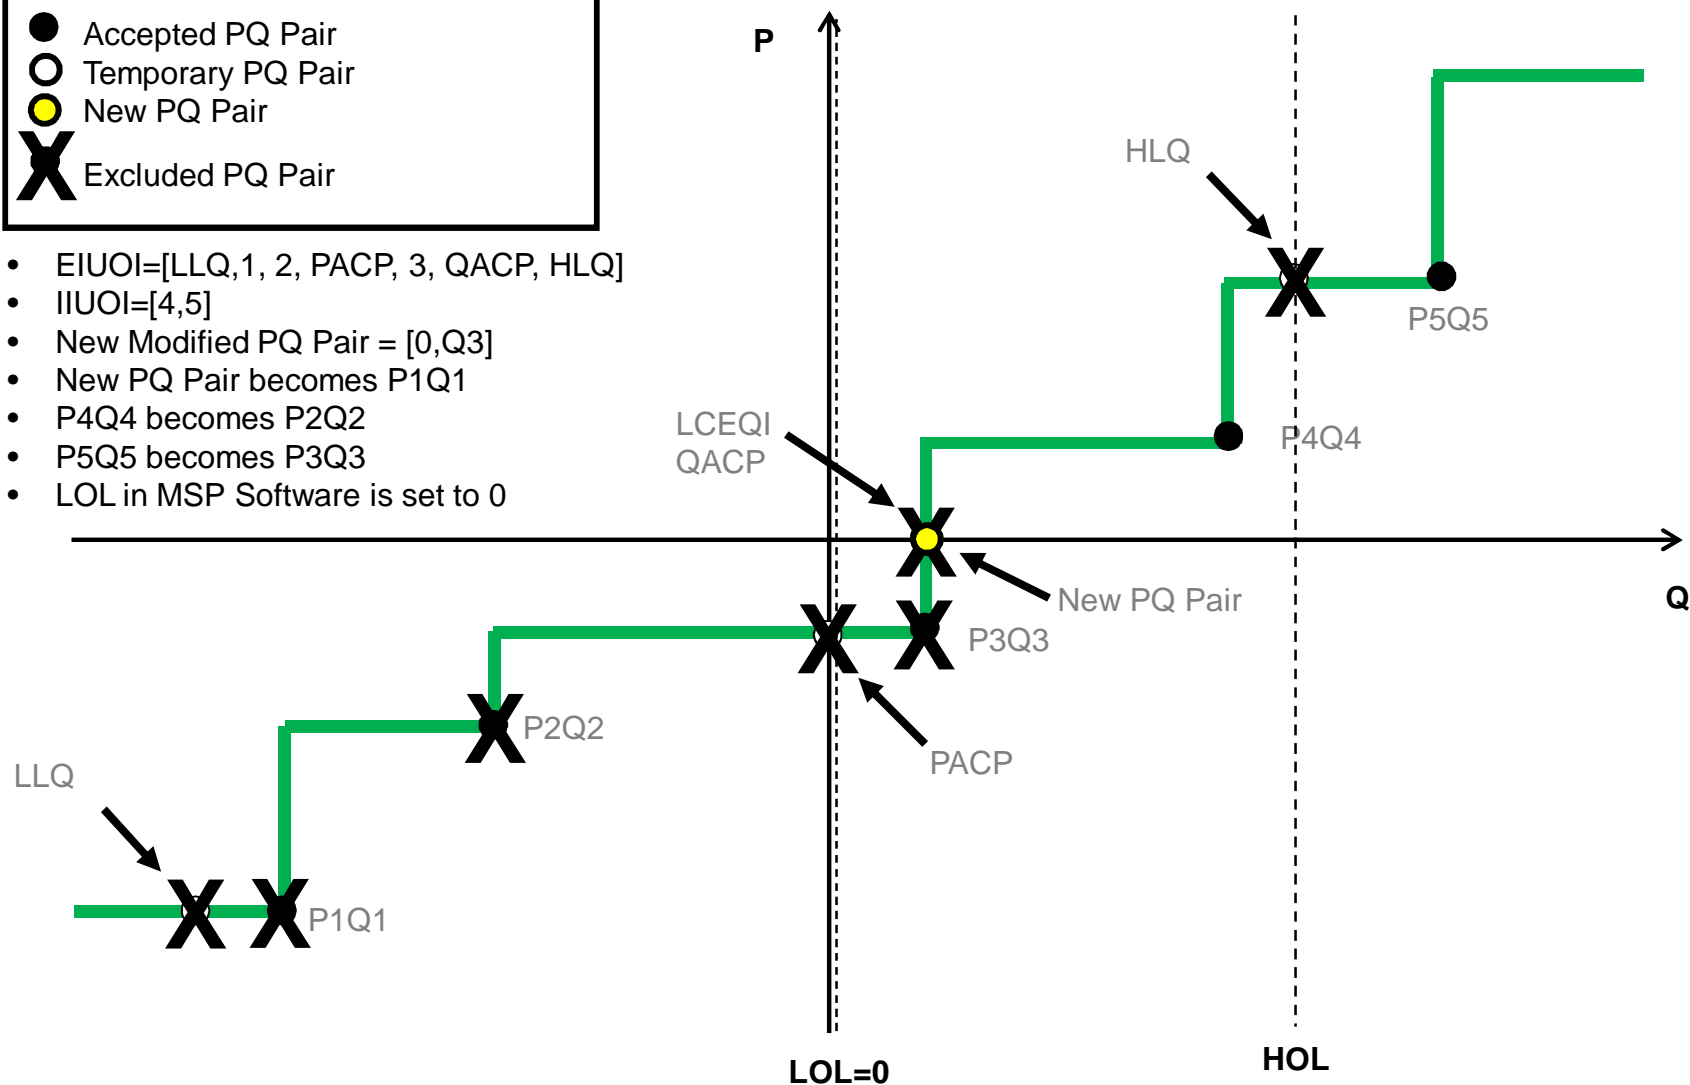 Accepted PQ Pair
Temporary PQ Pair
New PQ Pair
Excluded PQ Pair
• EIUOI=[LLQ,1, 2, PACP, 3, QACP, HLQ]
• IIUOI=[4,5]
• New Modified PQ Pair = [0,Q3]
• New PQ Pair becomes P1Q1
• P4Q4 becomes P2Q2
• P5Q5 becomes P3Q3
• LOL in MSP Software is set to 0
P
HLQ
P5Q5
LCEQI
QACP
P4Q4
New PQ Pair
Q
P3Q3
P2Q2
PACP
LLQ
P1Q1
LOL=0
HOL